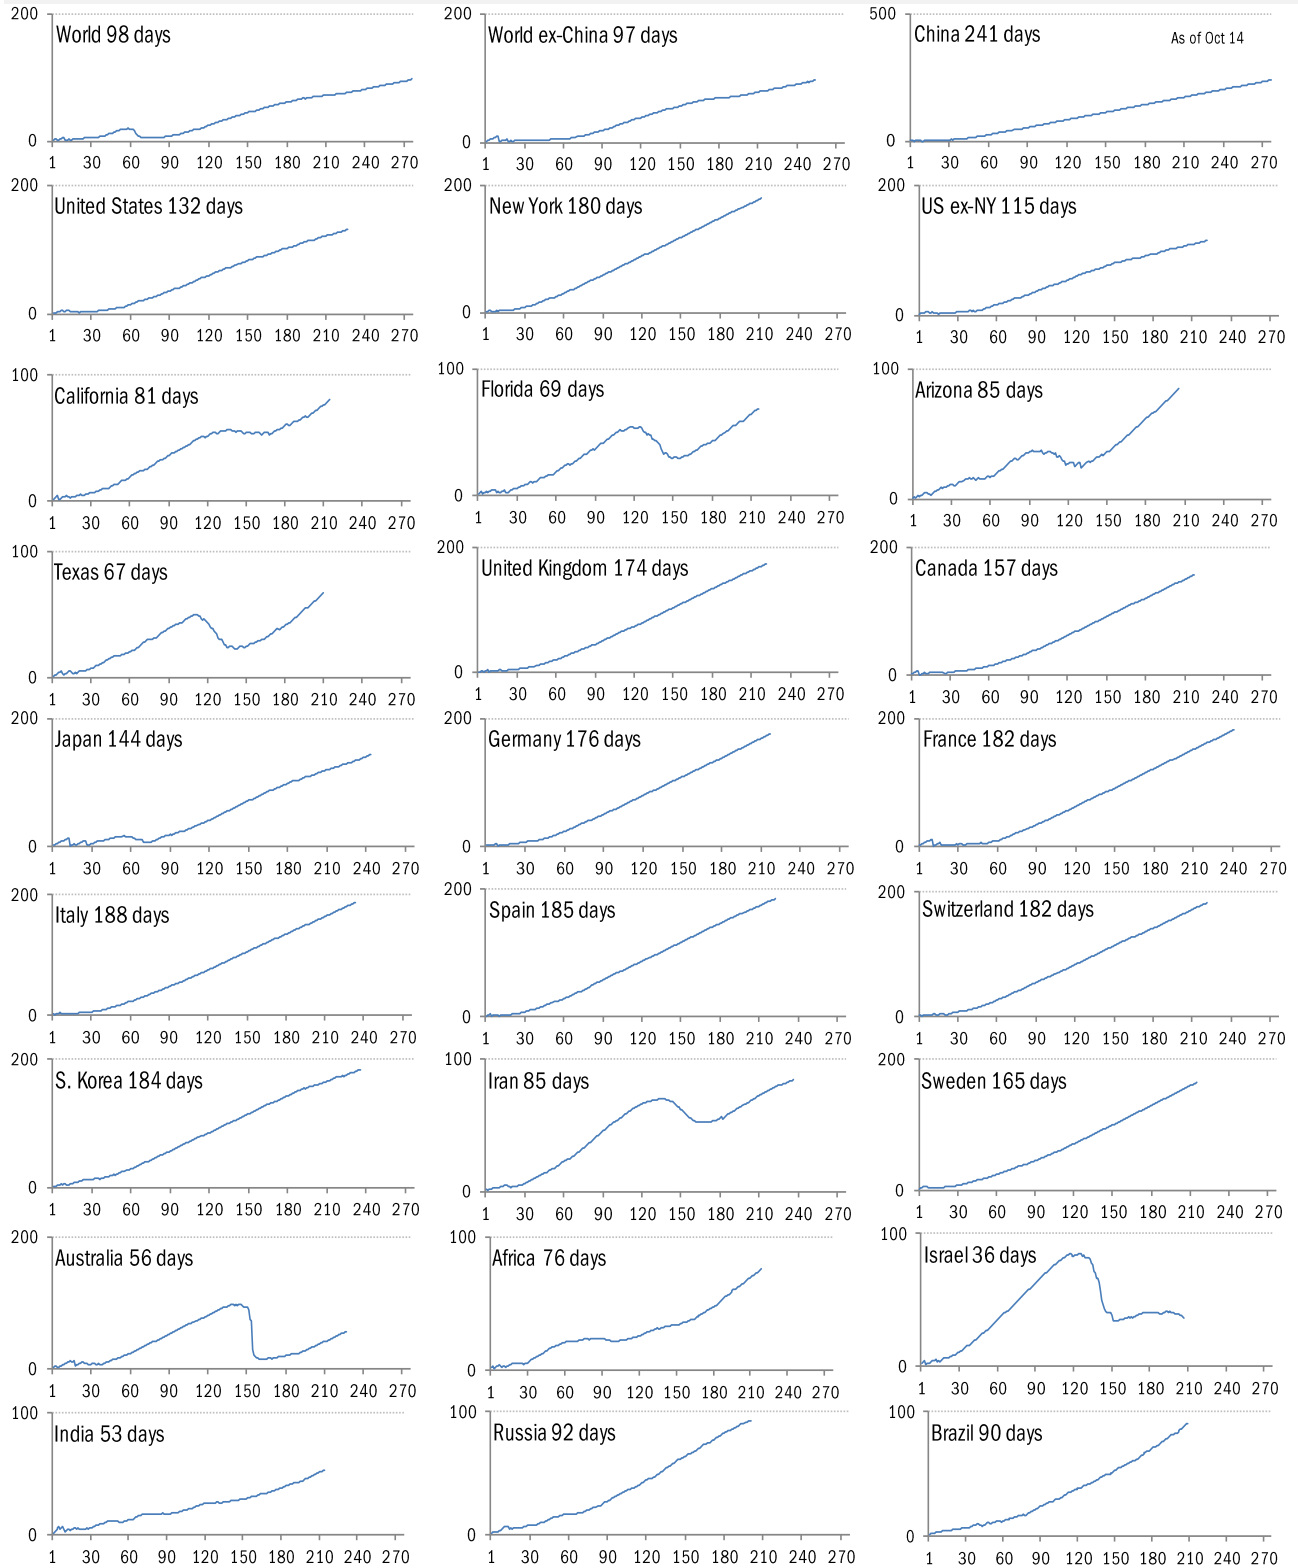 200
World 98 days
0
1 30 60 90 120 150 180 210 240 270
200
World ex-China 97 days
0
1 30 60 90 120 150 180 210 240 270
500
China 241 days
As of Oct 14
0
1 30 60 90 120 150 180 210 240 270
200
United States 132 days
0
1 30 60 90 120 150 180 210 240 270
200
New York 180 days
0
1 30 60 90 120 150 180 210 240 270
200
US ex-NY 115 days
0
1 30 60 90 120 150 180 210 240 270
100
California 81 days
0
1 30 60 90 120 150 180 210 240 270
100
Florida 69 days
0
1 30 60 90 120 150 180 210 240 270
100
Arizona 85 days
0
1 30 60 90 120 150 180 210 240 270
100
Texas 67 days
0
1 30 60 90 120 150 180 210 240 270
200
United Kingdom 174 days
0
1 30 60 90 120 150 180 210 240 270
200
Canada 157 days
0
1 30 60 90 120 150 180 210 240 270
200
Japan 144 days
0
1 30 60 90 120 150 180 210 240 270
200
Germany 176 days
0
1 30 60 90 120 150 180 210 240 270
200
France 182 days
0
1 30 60 90 120 150 180 210 240 270
200
Italy 188 days
0
1 30 60 90 120 150 180 210 240 270
200
Spain 185 days
0
1 30 60 90 120 150 180 210 240 270
200
Switzerland 182 days
0
1 30 60 90 120 150 180 210 240 270
200
S. Korea 184 days
0
1 30 60 90 120 150 180 210 240 270
100
Iran 85 days
0
1 30 60 90 120 150 180 210 240 270
200
Sweden 165 days
0
1 30 60 90 120 150 180 210 240 270
200
Australia 56 days
0
1 30 60 90 120 150 180 210 240 270
100
Africa 76 days
0
1 30 60 90 120 150 180 210 240 270
100
Israel 36 days
0
1 30 60 90 120 150 180 210 240 270
100
India 53 days
0
1 30 60 90 120 150 180 210 240 270
100
Russia 92 days
0
1 30 60 90 120 150 180 210 240 270
100
Brazil 90 days
0
1 30 60 90 120 150 180 210 240 270